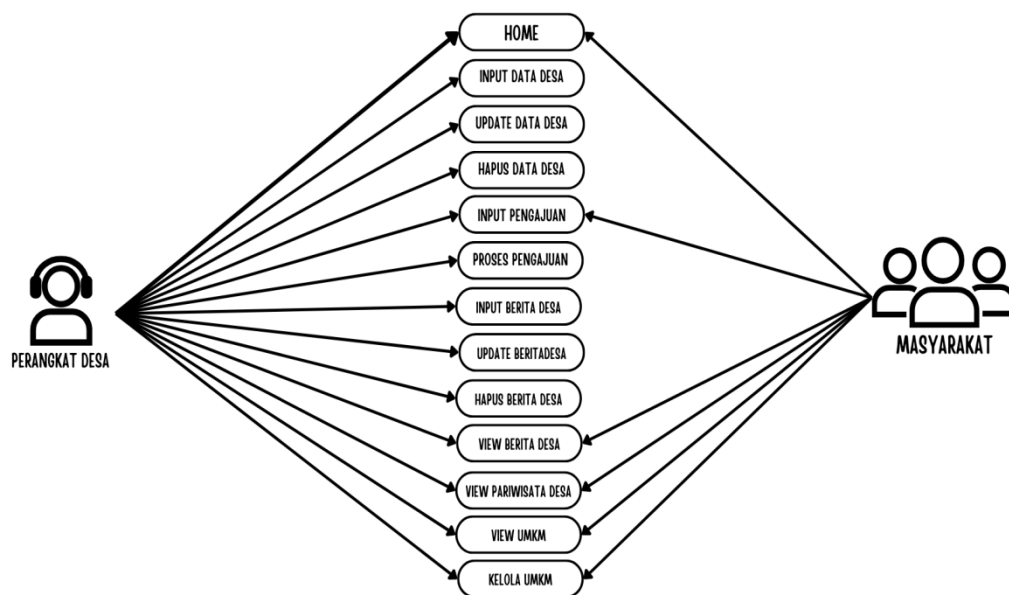 HOME
INPUT DATA DESA
UPDATE DATA DESA
HAPUS DATA DESA
INPUT PENGAJUAN
PROSES PENGAJUAN
INPUT BERITA DESA
UPDATE BERITADESA
HAPUS BERITA DESA
VIEW BERITA DESA
VIEW PARIWISATA DESA
VIEW UMKM
KELOLA UMKM
PERANGKAT DESA
MASYARAKAT